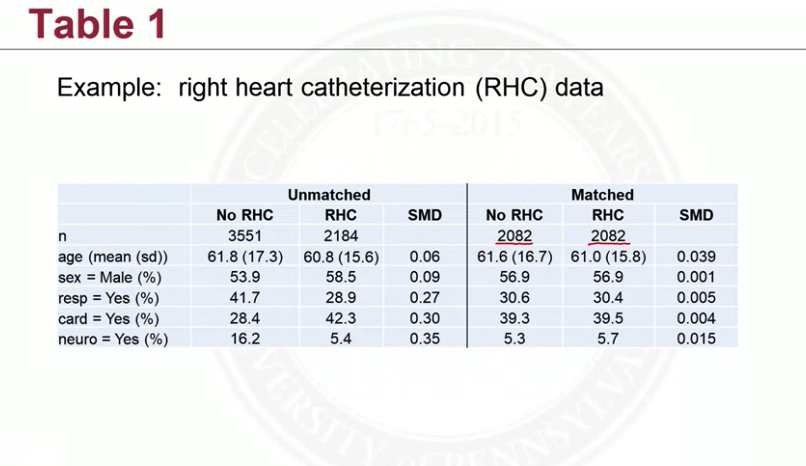 Table 1
Example: right heart catheterization (RHC) data
1765–2015
Unmatched Matched
No RHC RHC SMD No RHC RHC SMD
n 3551 2184 2082 2082
age (mean (sd)) 61.8 (17.3) 60.8 (15.6) 0.06 61.6 (16.7) 61.0 (15.8) 0.039
sex = Male (%) 53.9 58.5 0.09 56.9 56.9 0.001
resp = Yes (%) 41.7 28.9 0.27 30.6 30.4 0.005
card = Yes (%) 28.4 42.3 0.30 39.3 39.5 0.004
neuro = Yes (%) 16.2 5.4 0.35 5.3 5.7 0.015